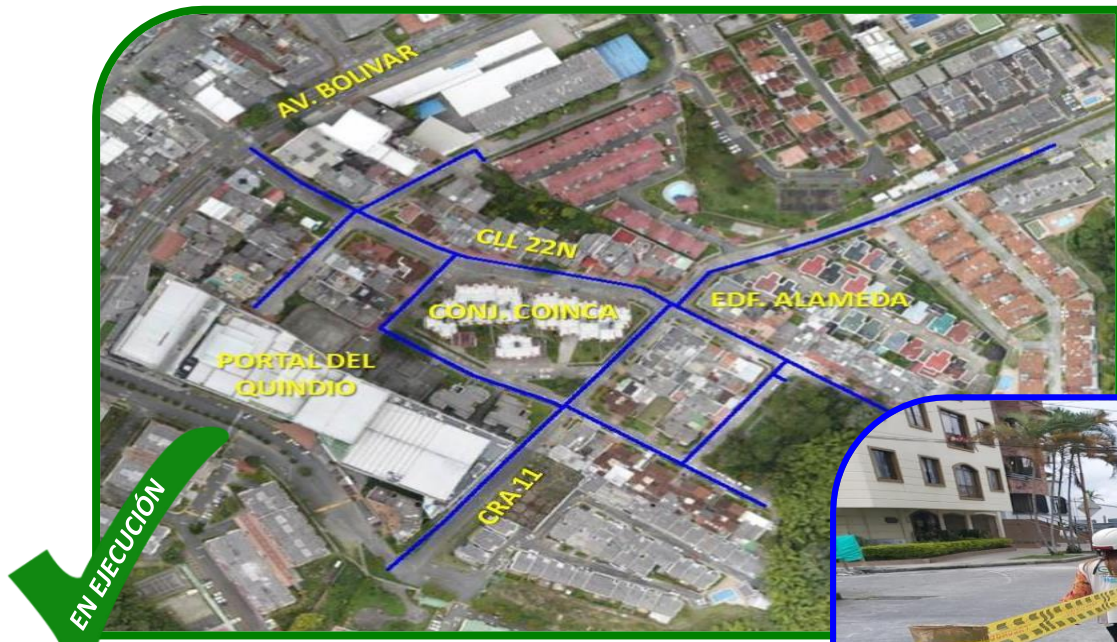 AV. BOLIVAR
CLL 22N
CONJ. COINCA
EDF. ALAMEDA
PORTAL DEL
QUINDIO
CRA 11
EN EJECUCIÓN